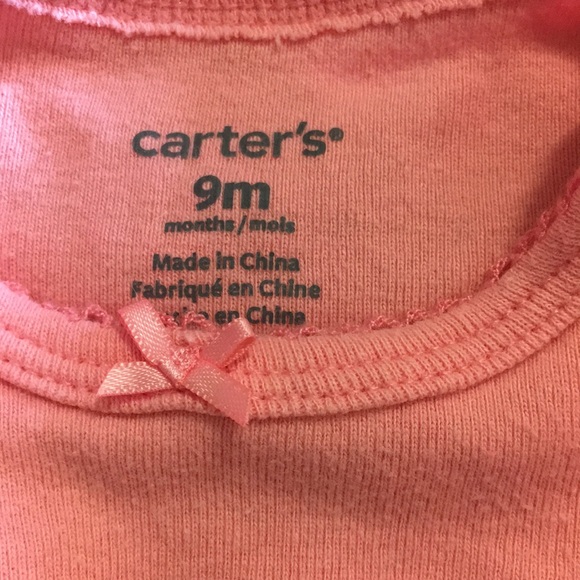 carter's®
9m
months/mois
Made in China
Fabriqué en Chine
en China